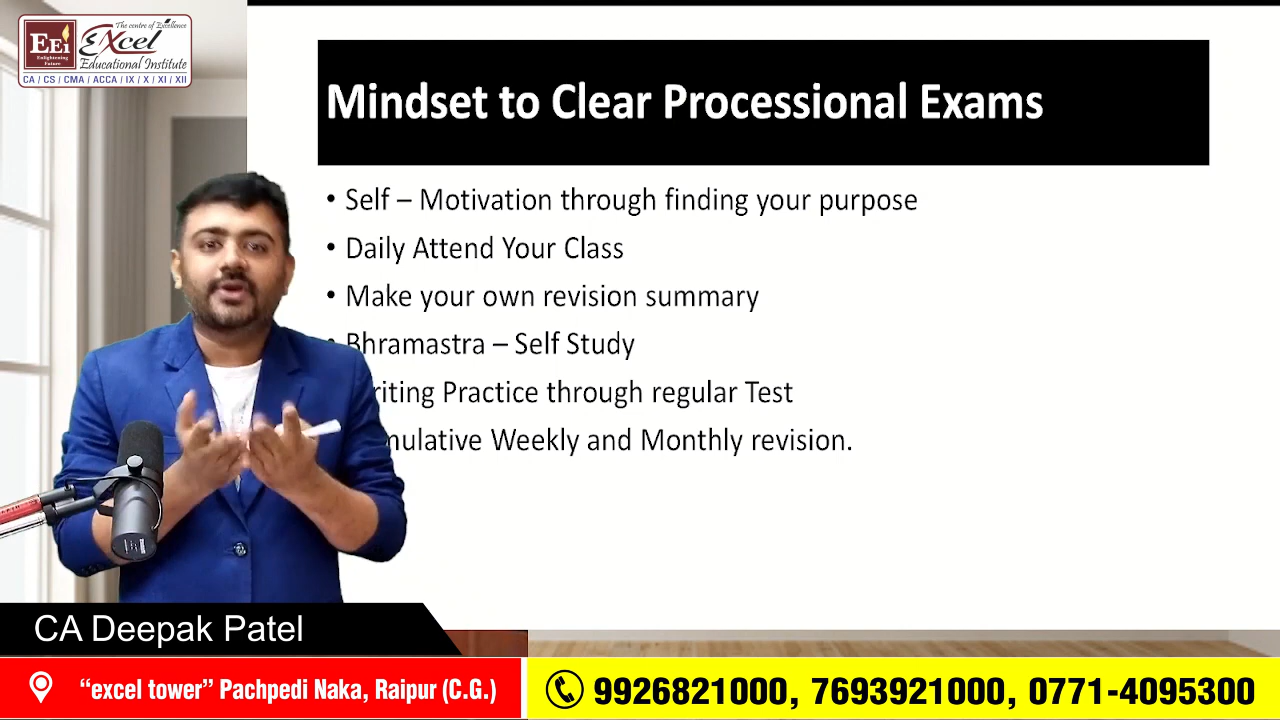 The centre of Excellence
EEi
Enlightening
Future
Excel
Educational Institute
CA / CS / CMA / ACCA / IX / X / XI / XII
Mindset to Clear Processional Exams
• Self – Motivation through finding your purpose
• Daily Attend Your Class
• Make your own revision summary
• Bhramastra – Self Study
riting Practice through regular Test
mulative Weekly and Monthly revision.
CA Deepak Patel
“excel tower” Pachpedi Naka, Raipur (C.G.)
9926821000, 7693921000, 0771-4095300